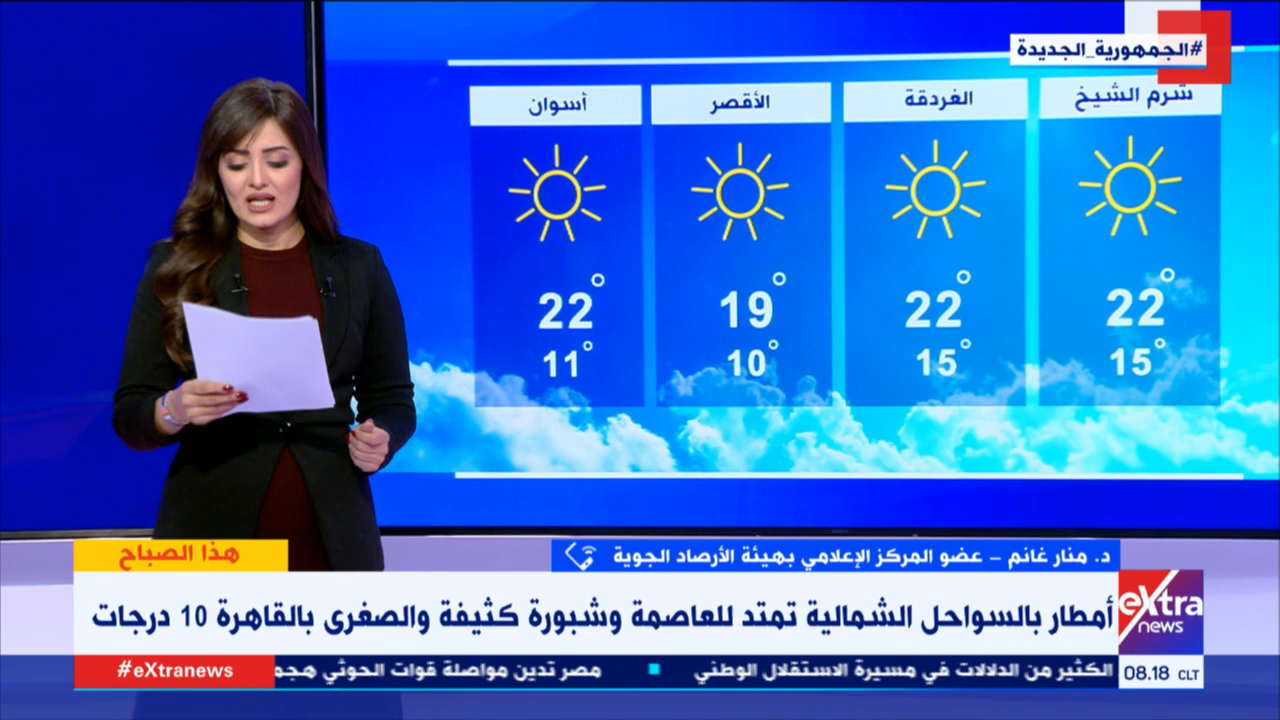 #الجمهورية_الجديدة
شرم الشيخ
الغردقة
الأقصر
أسوان
22°
22°
19°
22°
15°
15°
10°
11°
هذا الصباح
د. منار غانم - عضو المركز الإعلامي بهيئة الأرصاد الجوية
أمطار بالسواحل الشمالية تمتد للعاصمة وشبورة كثيفة والصغرى بالقاهرة 10 درجات
eXtra
news
08.18 CLT
الكثير من الدلالات في مسيرة الاستقلال الوطني ■ مصر تدين مواصلة قوات الحوثي هجم
#eXtranews